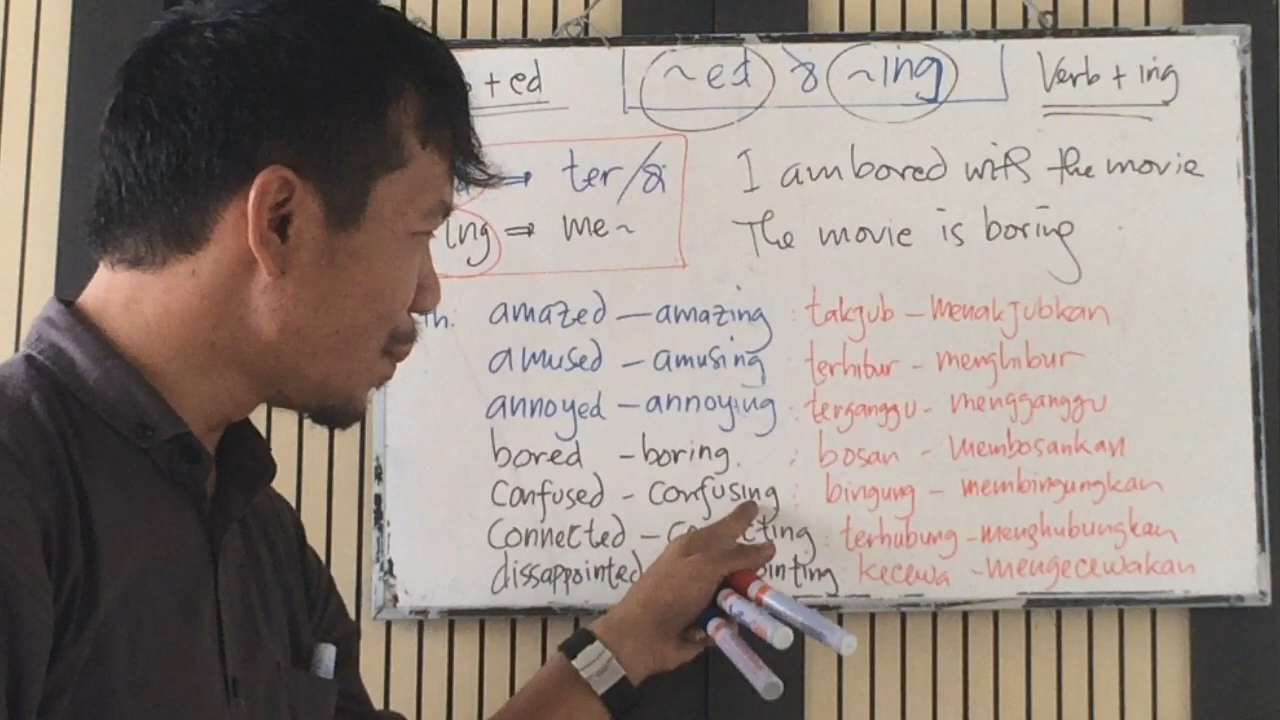 + ed ~ed & ~ing Verb + ing
⇒ ter/di
ing ⇒ me~
I am bored with the movie
The movie is boring
amazed – amazing : takjub – menakjubkan
amused – amusing : terhibur – menghibur
annoyed – annoying : terganggu – mengganggu
bored – boring : bosan – membosankan
confused – confusing : bingung – membingungkan
connected – : terhubung – menghubungkan
dissappointed kecewa – mengecewakan